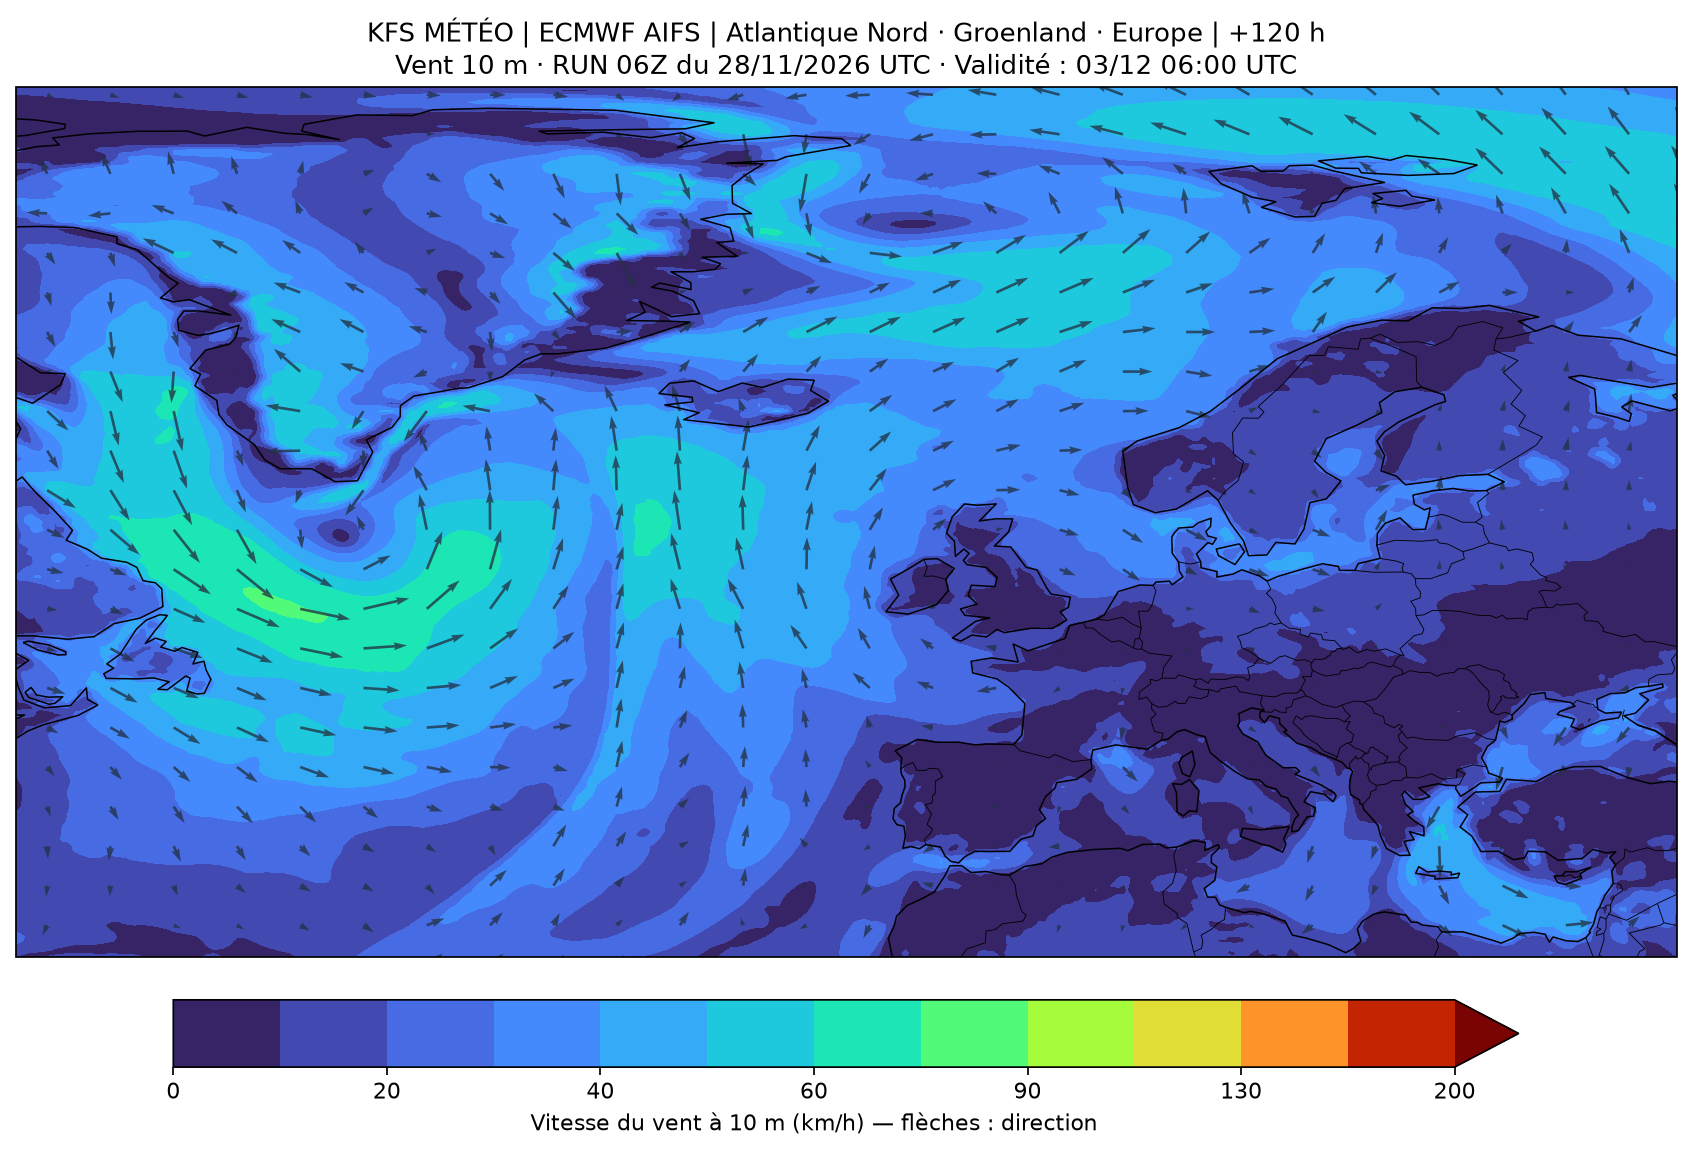 KFS MÉTÉO | ECMWF AIFS | Atlantique Nord · Groenland · Europe | +120 h
Vent 10 m · RUN 06Z du 28/11/2026 UTC · Validité : 03/12 06:00 UTC
0 20 40 60 90 130 200
Vitesse du vent à 10 m (km/h) — flèches : direction